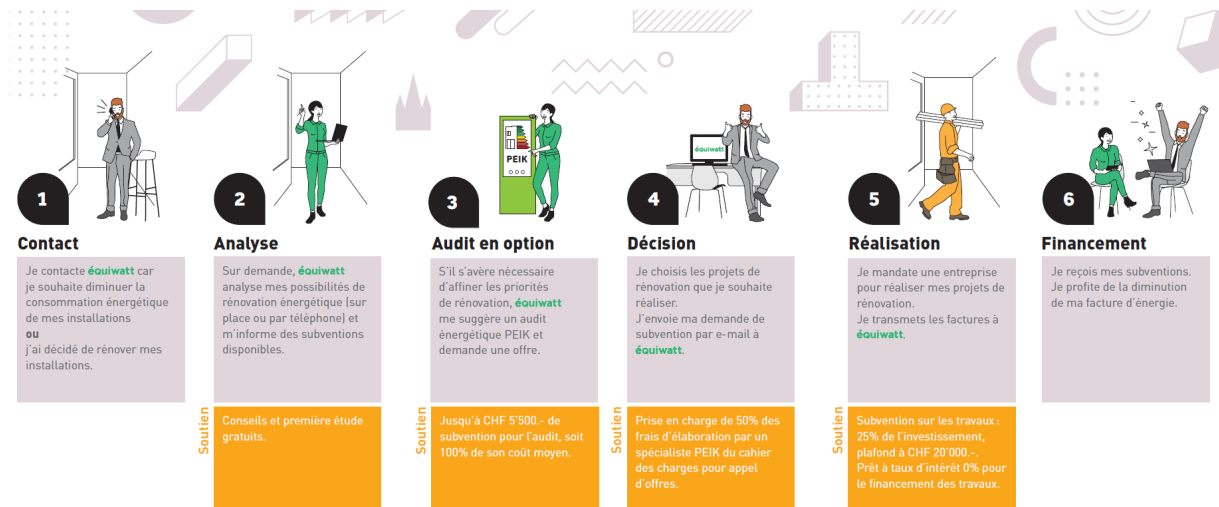 1
Contact
Je contacte équiwatt car
je souhaite diminuer la
consommation énergétique
de mes installations
ou
j'ai décidé de rénover mes
installations.
2
Analyse
Sur demande, équiwatt
analyse mes possibilités de
rénovation énergétique (sur
place ou par téléphone) et
m'informe des subventions
disponibles.
Soutien
Conseils et première étude
gratuits.
PEIK
3
Audit en option
S'il s'avère nécessaire
d'affiner les priorités
de rénovation, équiwatt
me suggère un audit
énergétique PEIK et
demande une offre.
Soutien
Jusqu'à CHF 5'500.- de
subvention pour l'audit, soit
100% de son coût moyen.
équiwatt
4
Décision
Je choisis les projets de
rénovation que je souhaite
réaliser.
J'envoie ma demande de
subvention par e-mail à
équiwatt.
Soutien
Prise en charge de 50% des
frais d'élaboration par un
spécialiste PEIK du cahier
des charges pour appel
d'offres.
5
Réalisation
Je mandate une entreprise
pour réaliser mes projets de
rénovation.
Je transmets les factures à
équiwatt.
Soutien
Subvention sur les travaux :
25% de l'investissement,
plafond à CHF 20'000.-.
Prêt à taux d'intérêt 0% pour
le financement des travaux.
6
Financement
Je reçois mes subventions.
Je profite de la diminution
de ma facture d'énergie.